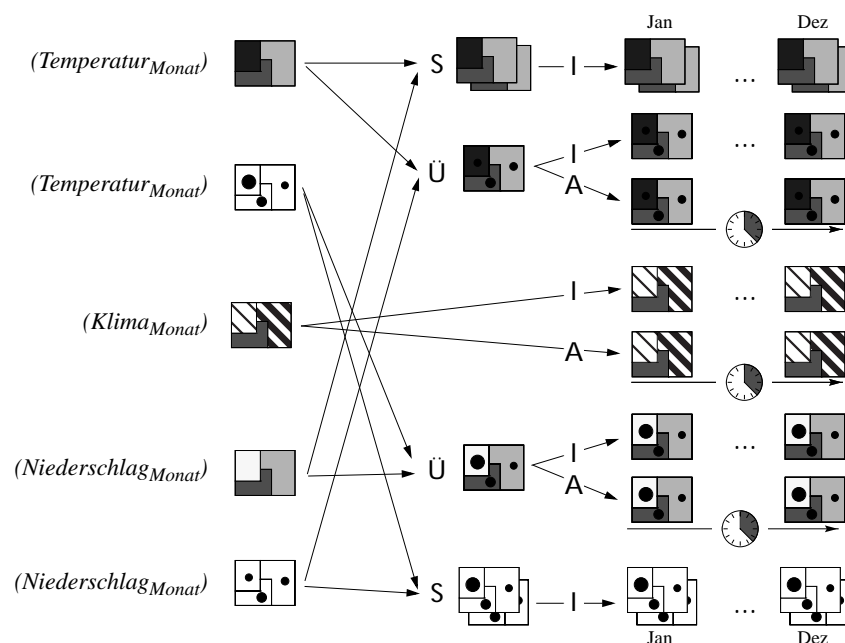 Jan Dez
(Temperatur_Monat) S I ...
I ...
(Temperatur_Monat) Ü
A
(Klima_Monat) I ...
A
I ...
(Niederschlag_Monat) Ü
A
(Niederschlag_Monat) S I ...
Jan Dez